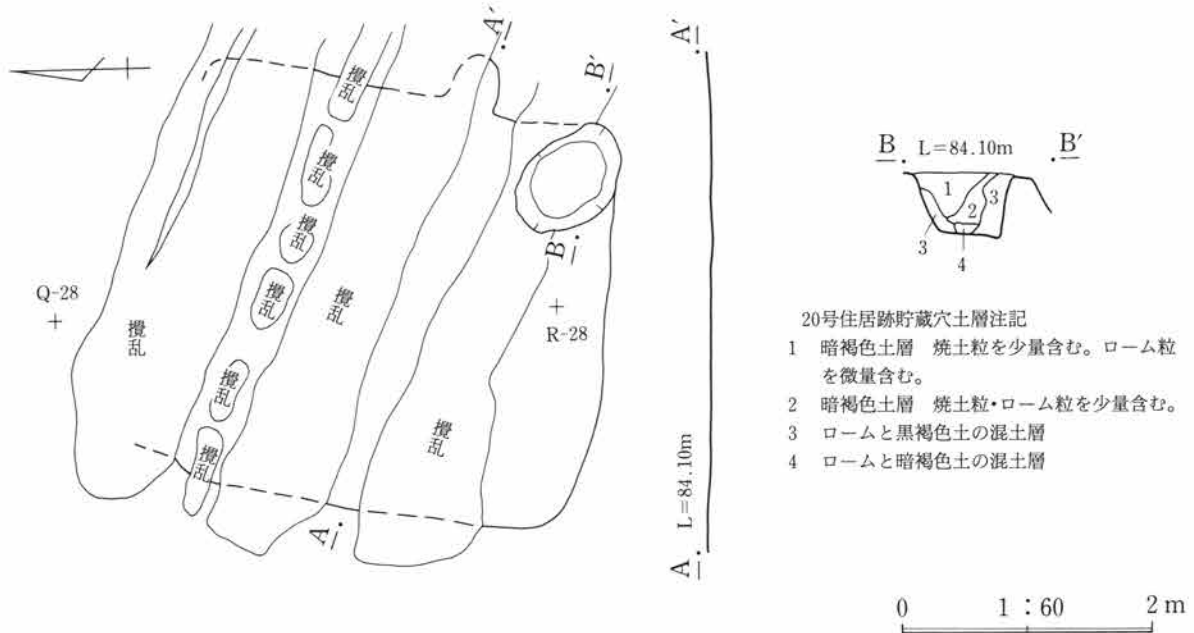 A′
B′
攪乱
攪乱
攪乱
攪乱
攪乱
攪乱
攪乱
攪乱
攪乱
Q-28
R-28
B
A
A′
L=84.10m
A
B L=84.10m B′
1
2
3
3
4
20号住居跡貯蔵穴土層注記
1 暗褐色土層 焼土粒を少量含む。ローム粒
を微量含む。
2 暗褐色土層 焼土粒・ローム粒を少量含む。
3 ロームと黒褐色土の混土層
4 ロームと暗褐色土の混土層
0 1:60 2m